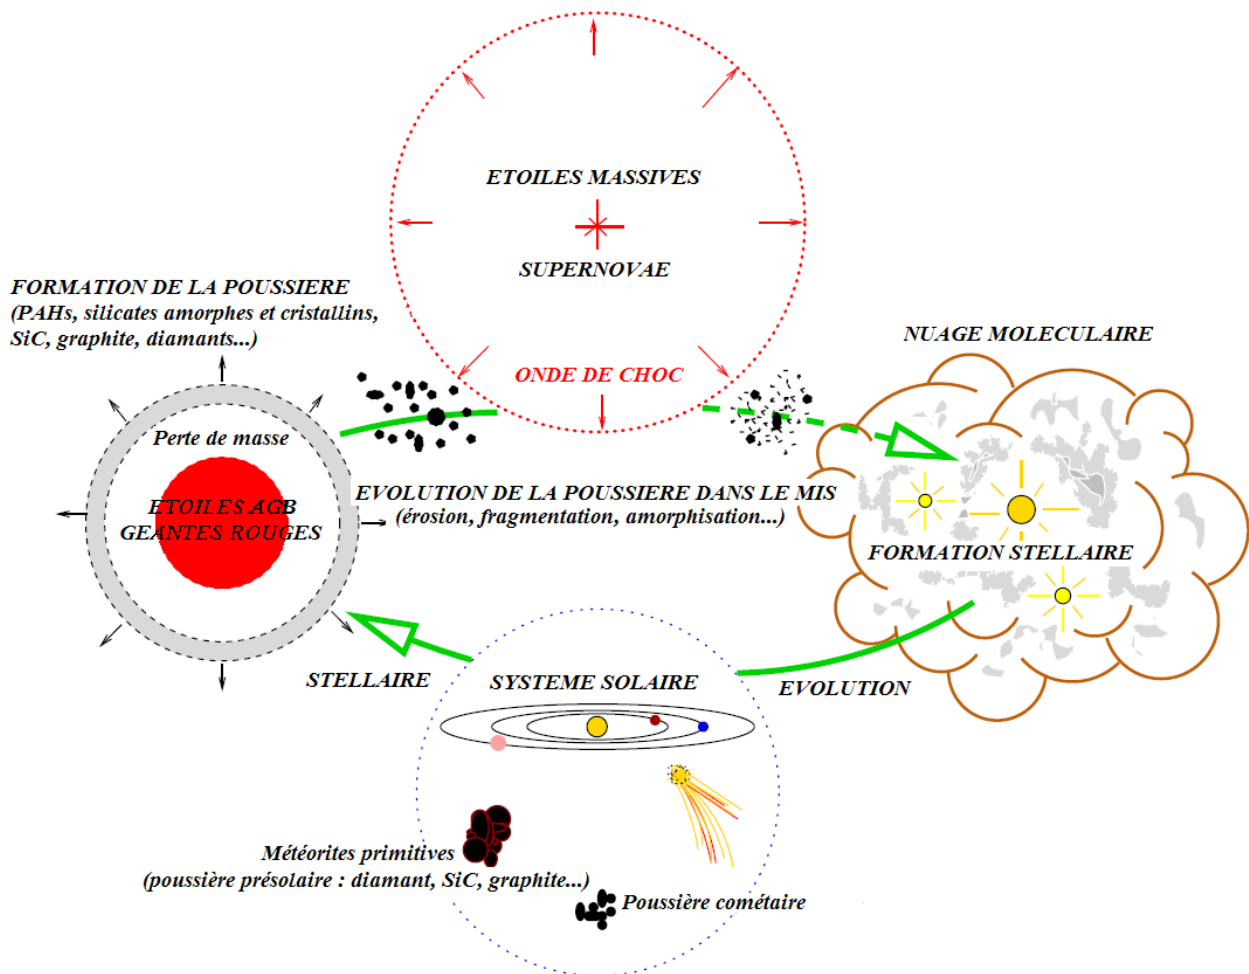 ETOILES MASSIVES
SUPERNOVAE
ONDE DE CHOC
FORMATION DE LA POUSSIERE
(PAHs, silicates amorphes et cristallins,
SiC, graphite, diamants...)
NUAGE MOLECULAIRE
Perte de masse
ETOILES AGB
GEANTES ROUGES
EVOLUTION DE LA POUSSIERE DANS LE MIS
(érosion, fragmentation, amorphisation...)
FORMATION STELLAIRE
STELLAIRE
SYSTEME SOLAIRE
EVOLUTION
Météorites primitives
(poussière présolaire : diamant, SiC, graphite...)
Poussière cométaire